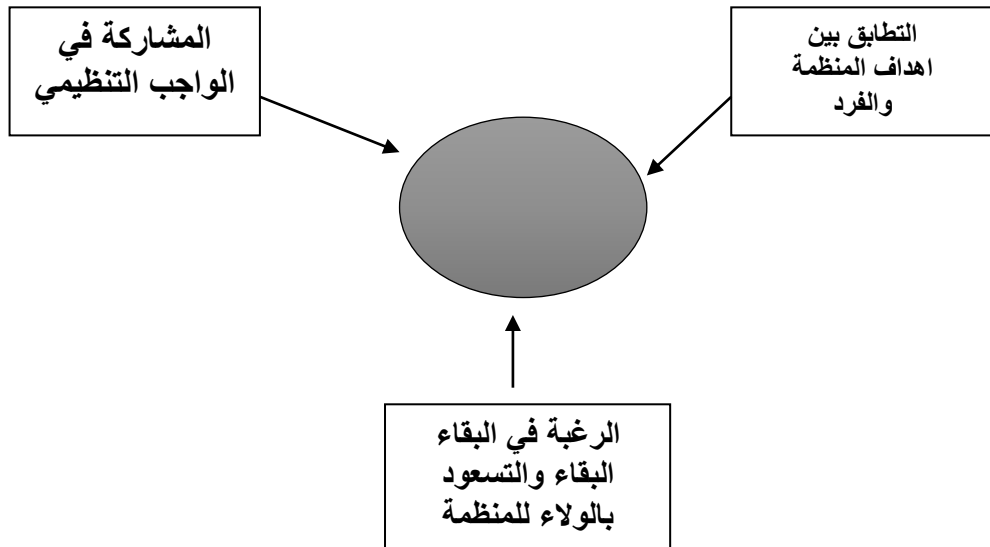 التطابق بين
اهداف المنظمة
والفرد
المشاركة في
الواجب التنظيمي
الرغبة في البقاء
البقاء والتسعود
بالولاء للمنظمة